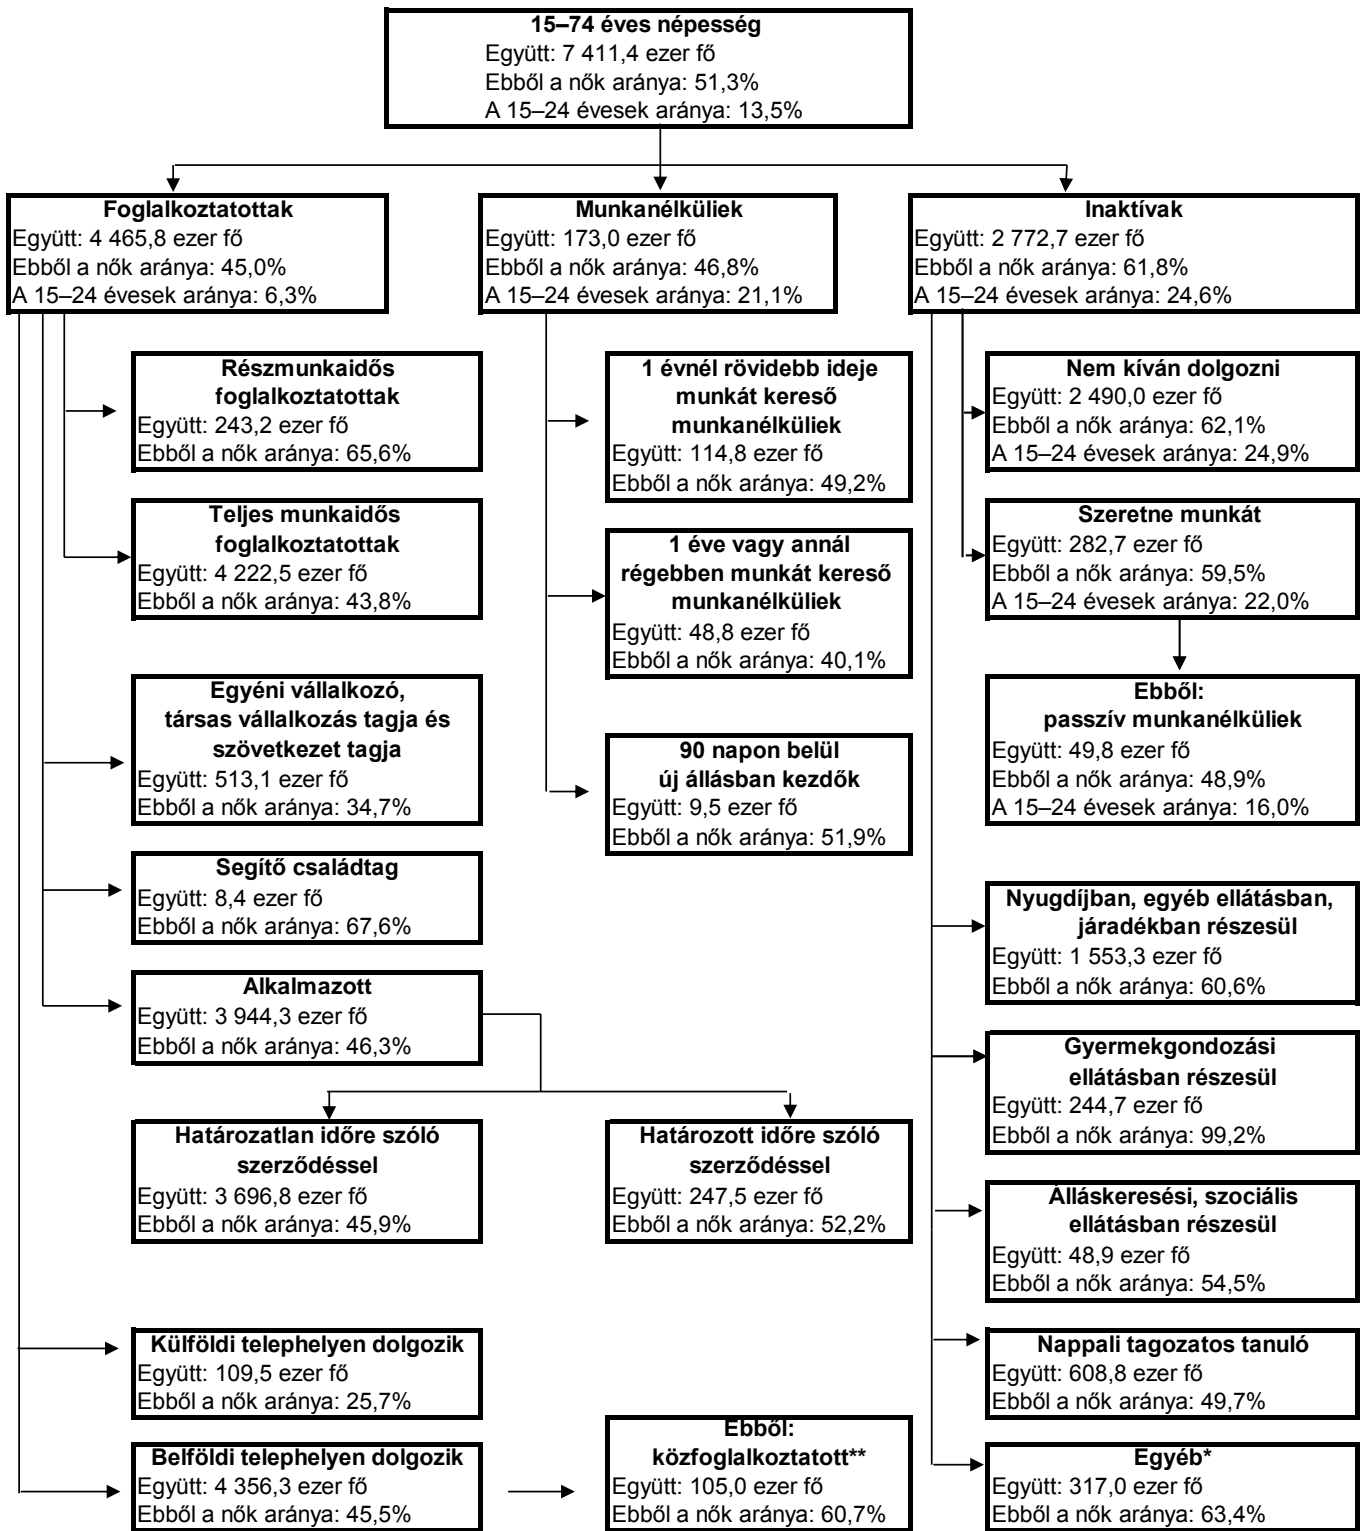 15–74 éves népesség
Együtt: 7 411,4 ezer fő
Ebből a nők aránya: 51,3%
A 15–24 évesek aránya: 13,5%
Foglalkoztatottak
Együtt: 4 465,8 ezer fő
Ebből a nők aránya: 45,0%
A 15–24 évesek aránya: 6,3%
Munkanélküliek
Együtt: 173,0 ezer fő
Ebből a nők aránya: 46,8%
A 15–24 évesek aránya: 21,1%
Inaktívak
Együtt: 2 772,7 ezer fő
Ebből a nők aránya: 61,8%
A 15–24 évesek aránya: 24,6%
Részmunkaidős
foglalkoztatottak
Együtt: 243,2 ezer fő
Ebből a nők aránya: 65,6%
Teljes munkaidős
foglalkoztatottak
Együtt: 4 222,5 ezer fő
Ebből a nők aránya: 43,8%
Egyéni vállalkozó,
társas vállalkozás tagja és
szövetkezet tagja
Együtt: 513,1 ezer fő
Ebből a nők aránya: 34,7%
Segítő családtag
Együtt: 8,4 ezer fő
Ebből a nők aránya: 67,6%
Alkalmazott
Együtt: 3 944,3 ezer fő
Ebből a nők aránya: 46,3%
Határozatlan időre szóló
szerződéssel
Együtt: 3 696,8 ezer fő
Ebből a nők aránya: 45,9%
Határozott időre szóló
szerződéssel
Együtt: 247,5 ezer fő
Ebből a nők aránya: 52,2%
Külföldi telephelyen dolgozik
Együtt: 109,5 ezer fő
Ebből a nők aránya: 25,7%
Belföldi telephelyen dolgozik
Együtt: 4 356,3 ezer fő
Ebből a nők aránya: 45,5%
Ebből:
közfoglalkoztatott**
Együtt: 105,0 ezer fő
Ebből a nők aránya: 60,7%
1 évnél rövidebb ideje
munkát kereső
munkanélküliek
Együtt: 114,8 ezer fő
Ebből a nők aránya: 49,2%
1 éve vagy annál
régebben munkát kereső
munkanélküliek
Együtt: 48,8 ezer fő
Ebből a nők aránya: 40,1%
90 napon belül
új állásban kezdők
Együtt: 9,5 ezer fő
Ebből a nők aránya: 51,9%
Nem kíván dolgozni
Együtt: 2 490,0 ezer fő
Ebből a nők aránya: 62,1%
A 15–24 évesek aránya: 24,9%
Szeretne munkát
Együtt: 282,7 ezer fő
Ebből a nők aránya: 59,5%
A 15–24 évesek aránya: 22,0%
Ebből:
passzív munkanélküliek
Együtt: 49,8 ezer fő
Ebből a nők aránya: 48,9%
A 15–24 évesek aránya: 16,0%
Nyugdíjban, egyéb ellátásban,
járadékban részesül
Együtt: 1 553,3 ezer fő
Ebből a nők aránya: 60,6%
Gyermekgondozási
ellátásban részesül
Együtt: 244,7 ezer fő
Ebből a nők aránya: 99,2%
Álláskeresési, szociális
ellátásban részesül
Együtt: 48,9 ezer fő
Ebből a nők aránya: 54,5%
Nappali tagozatos tanuló
Együtt: 608,8 ezer fő
Ebből a nők aránya: 49,7%
Egyéb*
Együtt: 317,0 ezer fő
Ebből a nők aránya: 63,4%